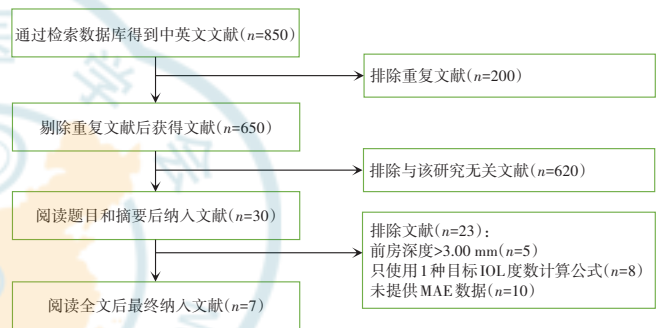 通过检索数据库得到中英文文献(n=850)
排除重复文献(n=200)
剔除重复文献后获得文献(n=650)
排除与该研究无关文献(n=620)
阅读题目和摘要后纳入文献(n=30)
排除文献(n=23)：
前房深度>3.00 mm(n=5)
只使用1种目标IOL度数计算公式(n=8)
未提供MAE数据(n=10)
阅读全文后最终纳入文献(n=7)